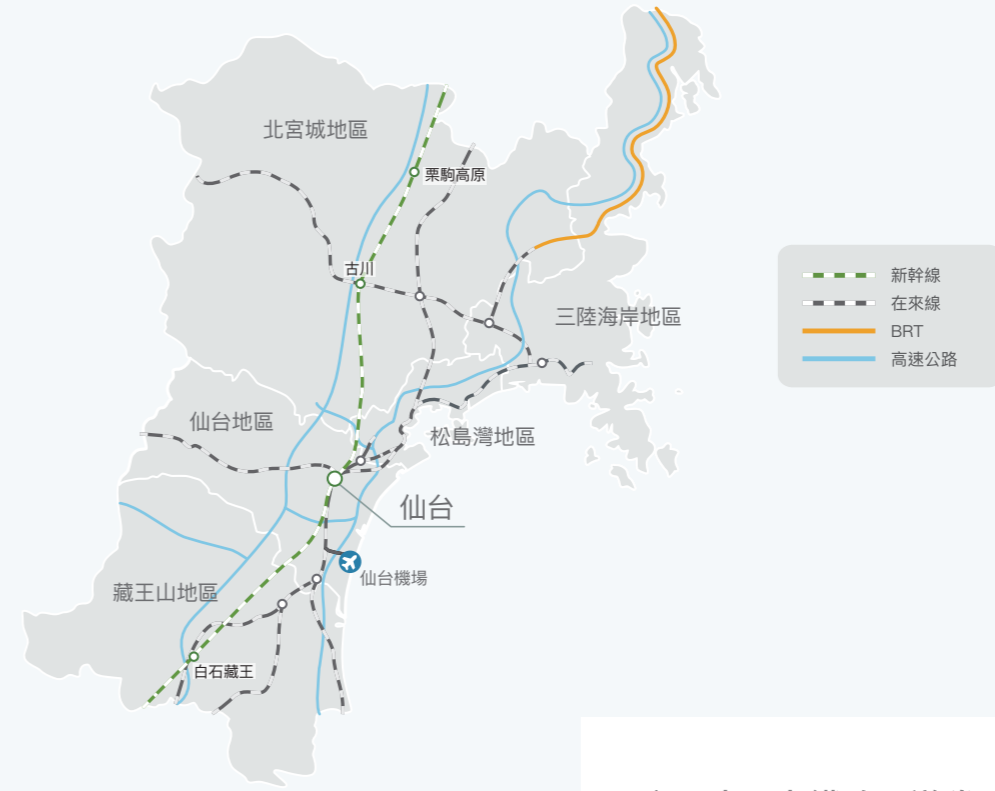 北宮城地區
栗駒高原
古川
三陸海岸地區
仙台地區
松島灣地區
仙台
仙台機場
藏王山地區
白石藏王
新幹線
在來線
BRT
高速公路